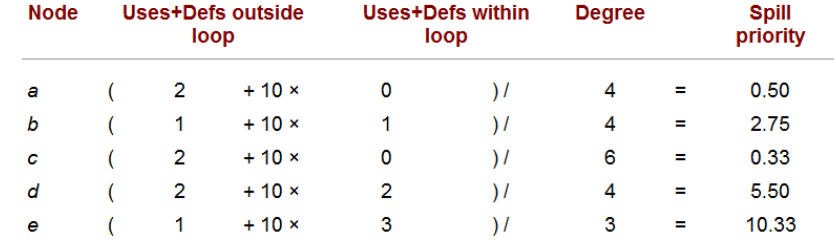 Node Uses+Defs outside loop Uses+Defs within loop Degree Spill priority
a ( 2 + 10 × 0 ) / 4 = 0.50
b ( 1 + 10 × 1 ) / 4 = 2.75
c ( 2 + 10 × 0 ) / 6 = 0.33
d ( 2 + 10 × 2 ) / 4 = 5.50
e ( 1 + 10 × 3 ) / 3 = 10.33